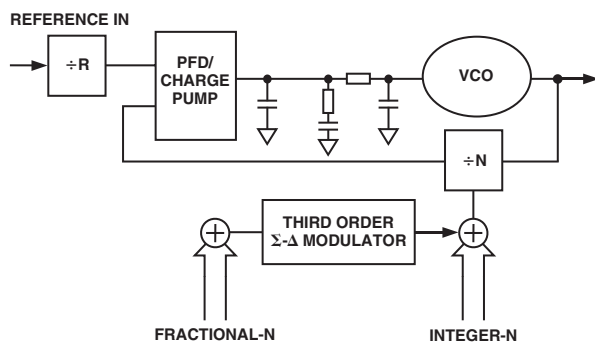 REFERENCE IN
÷R
PFD/
CHARGE
PUMP
VCO
÷N
THIRD ORDER
Σ-Δ MODULATOR
FRACTIONAL-N
INTEGER-N